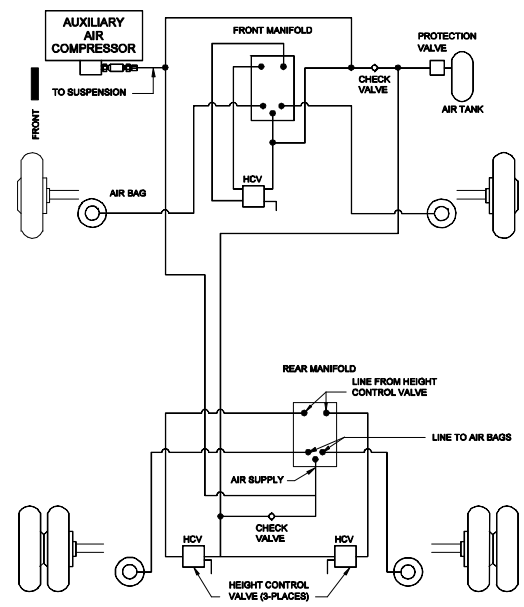 AUXILIARY
AIR
COMPRESSOR
FRONT MANIFOLD
PROTECTION
VALVE
TO SUSPENSION
CHECK
VALVE
AIR TANK
FRONT
AIR BAG
HCV
REAR MANIFOLD
LINE FROM HEIGHT
CONTROL VALVE
LINE TO AIR BAGS
AIR SUPPLY
CHECK
VALVE
HCV
HCV
HEIGHT CONTROL
VALVE (3-PLACES)